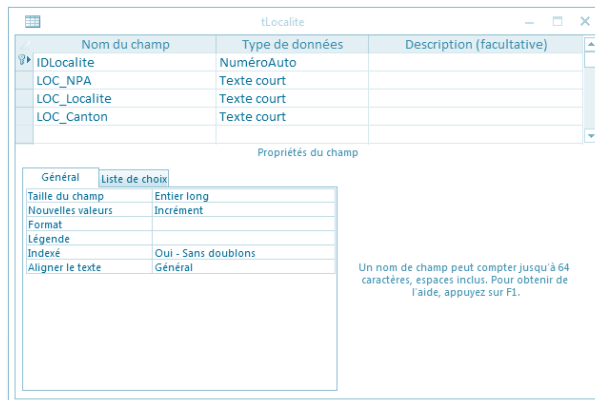 tLocalite
Nom du champ Type de données Description (facultative)
IDLocalite NuméroAuto
LOC_NPA Texte court
LOC_Localite Texte court
LOC_Canton Texte court
Propriétés du champ
Général Liste de choix
Taille du champ Entier long
Nouvelles valeurs Incrément
Format
Légende
Indexé Oui - Sans doublons
Aligner le texte Général
Un nom de champ peut compter jusqu'à 64
caractères, espaces inclus. Pour obtenir de
l'aide, appuyez sur F1.